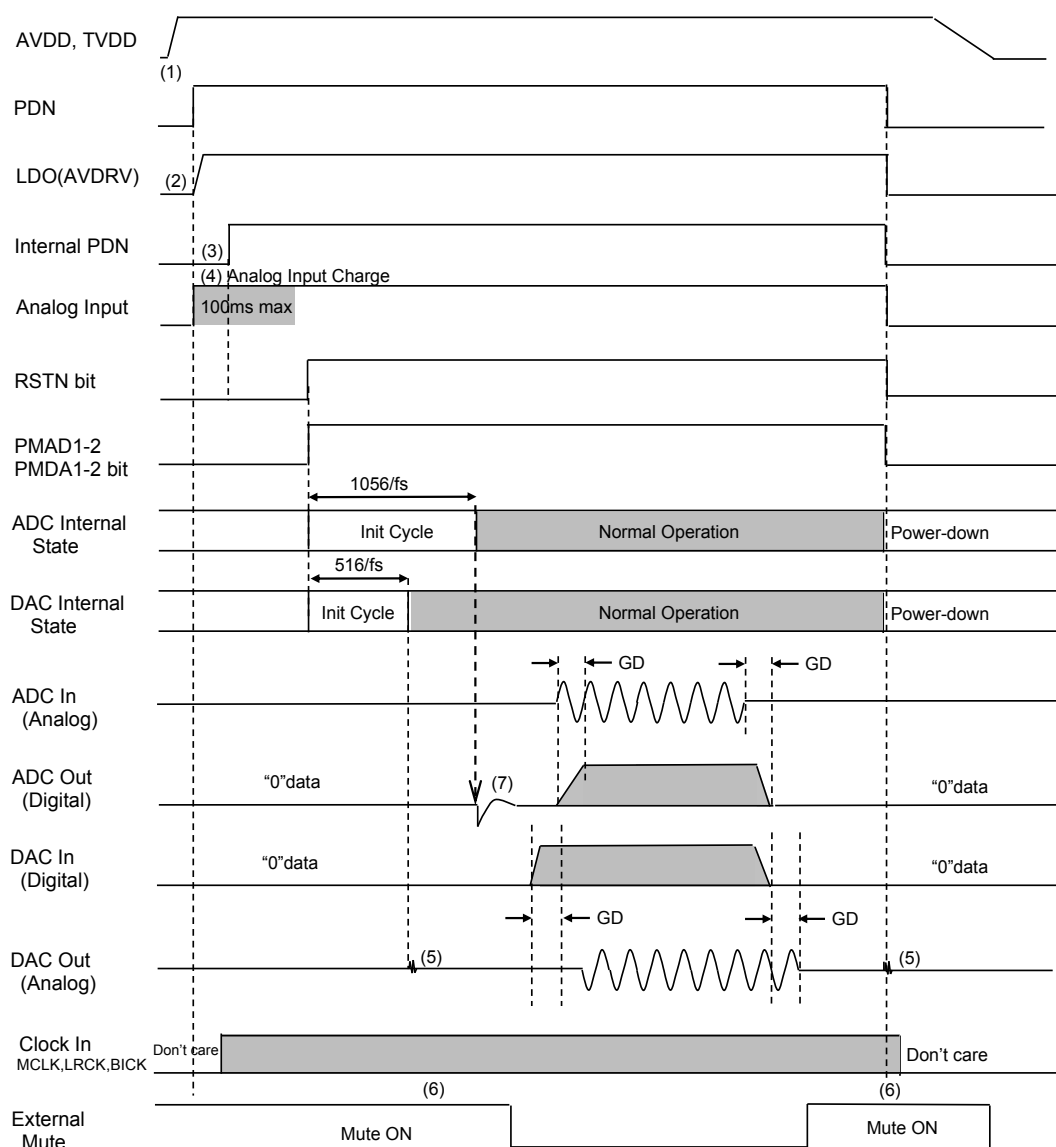 AVDD, TVDD
(1)
PDN
LDO(AVDRV)
(2)
Internal PDN
(3)
(4) Analog Input Charge
Analog Input
100ms max
RSTN bit
PMAD1-2
PMDA1-2 bit
1056/fs
ADC Internal
State
Init Cycle
Normal Operation
Power-down
516/fs
DAC Internal
State
Init Cycle
Normal Operation
Power-down
GD
GD
ADC In
(Analog)
ADC Out
(Digital)
“0”data
(7)
“0”data
DAC In
(Digital)
“0”data
“0”data
GD
GD
DAC Out
(Analog)
(5)
(5)
Clock In
MCLK,LRCK,BICK
Don’t care
Don’t care
(6)
(6)
External
Mute
Mute ON
Mute ON